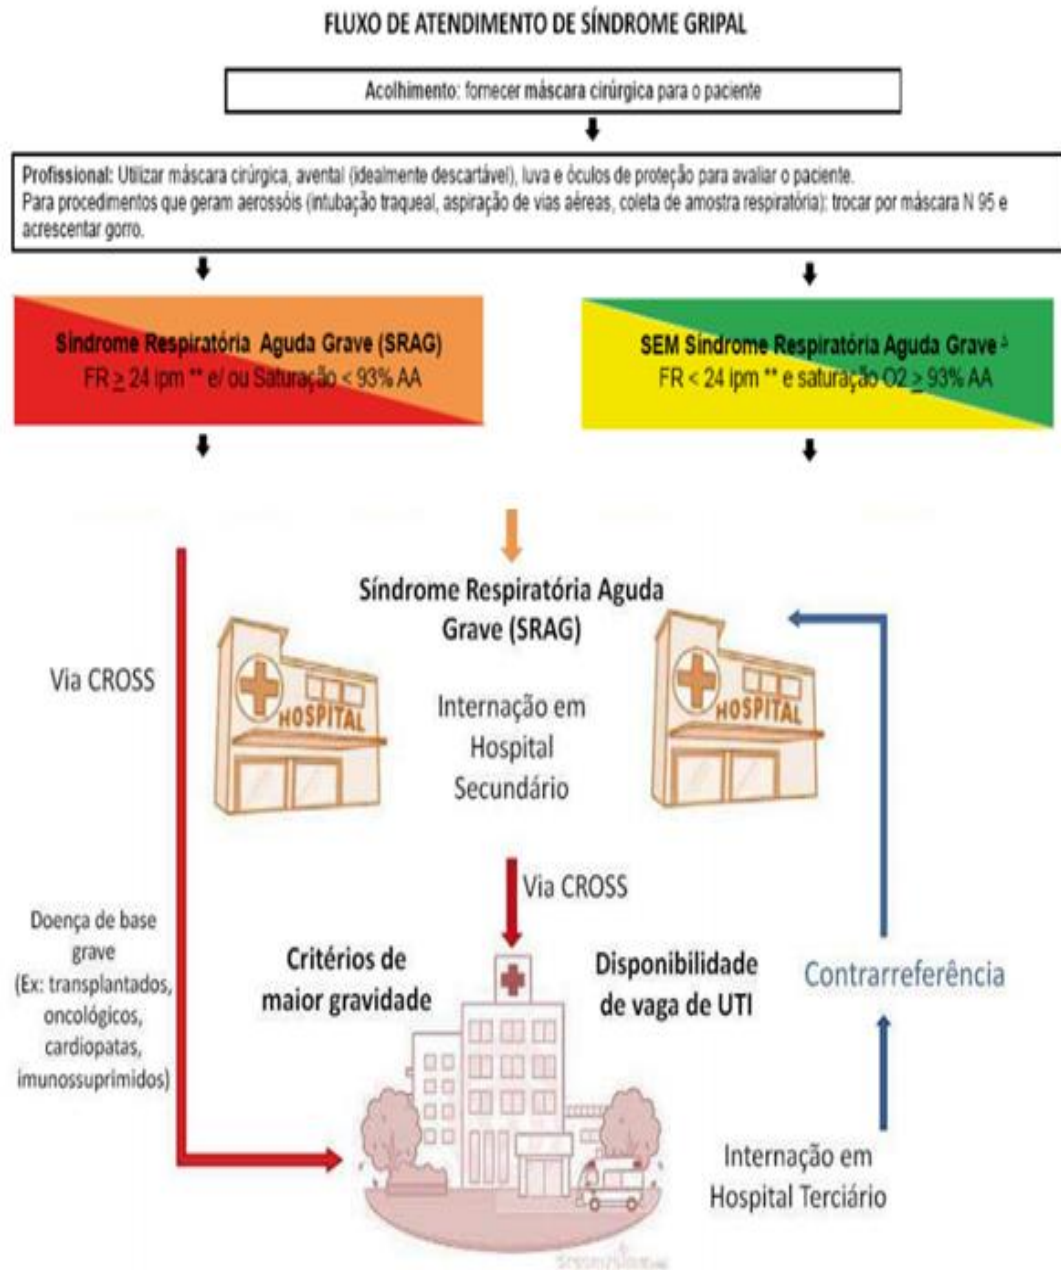 FLUXO DE ATENDIMENTO DE SÍNDROME GRIPAL
Acolhimento: fornecer máscara cirúrgica para o paciente
Profissional: Utilizar máscara cirúrgica, avental (idealmente descartável), luva e óculos de proteção para avaliar o paciente.
Para procedimentos que geram aerossóis (intubação traqueal, aspiração de vias aéreas, coleta de amostra respiratória): trocar por máscara N 95 e
acrescentar gorro.
Síndrome Respiratória Aguda Grave (SRAG)
FR ≥ 24 ipm ** e/ ou Saturação < 93% AA
SEM Síndrome Respiratória Aguda Grave Δ
FR < 24 ipm ** e saturação O2 ≥ 93% AA
Síndrome Respiratória Aguda
Grave (SRAG)
Via CROSS
HOSPITAL
Internação em
Hospital
Secundário
HOSPITAL
Via CROSS
Doença de base
grave
(Ex: transplantados,
oncológicos,
cardiopatas,
imunossuprimidos)
Critérios de
maior gravidade
Disponibilidade
de vaga de UTI
Contrarreferência
Internação em
Hospital Terciário